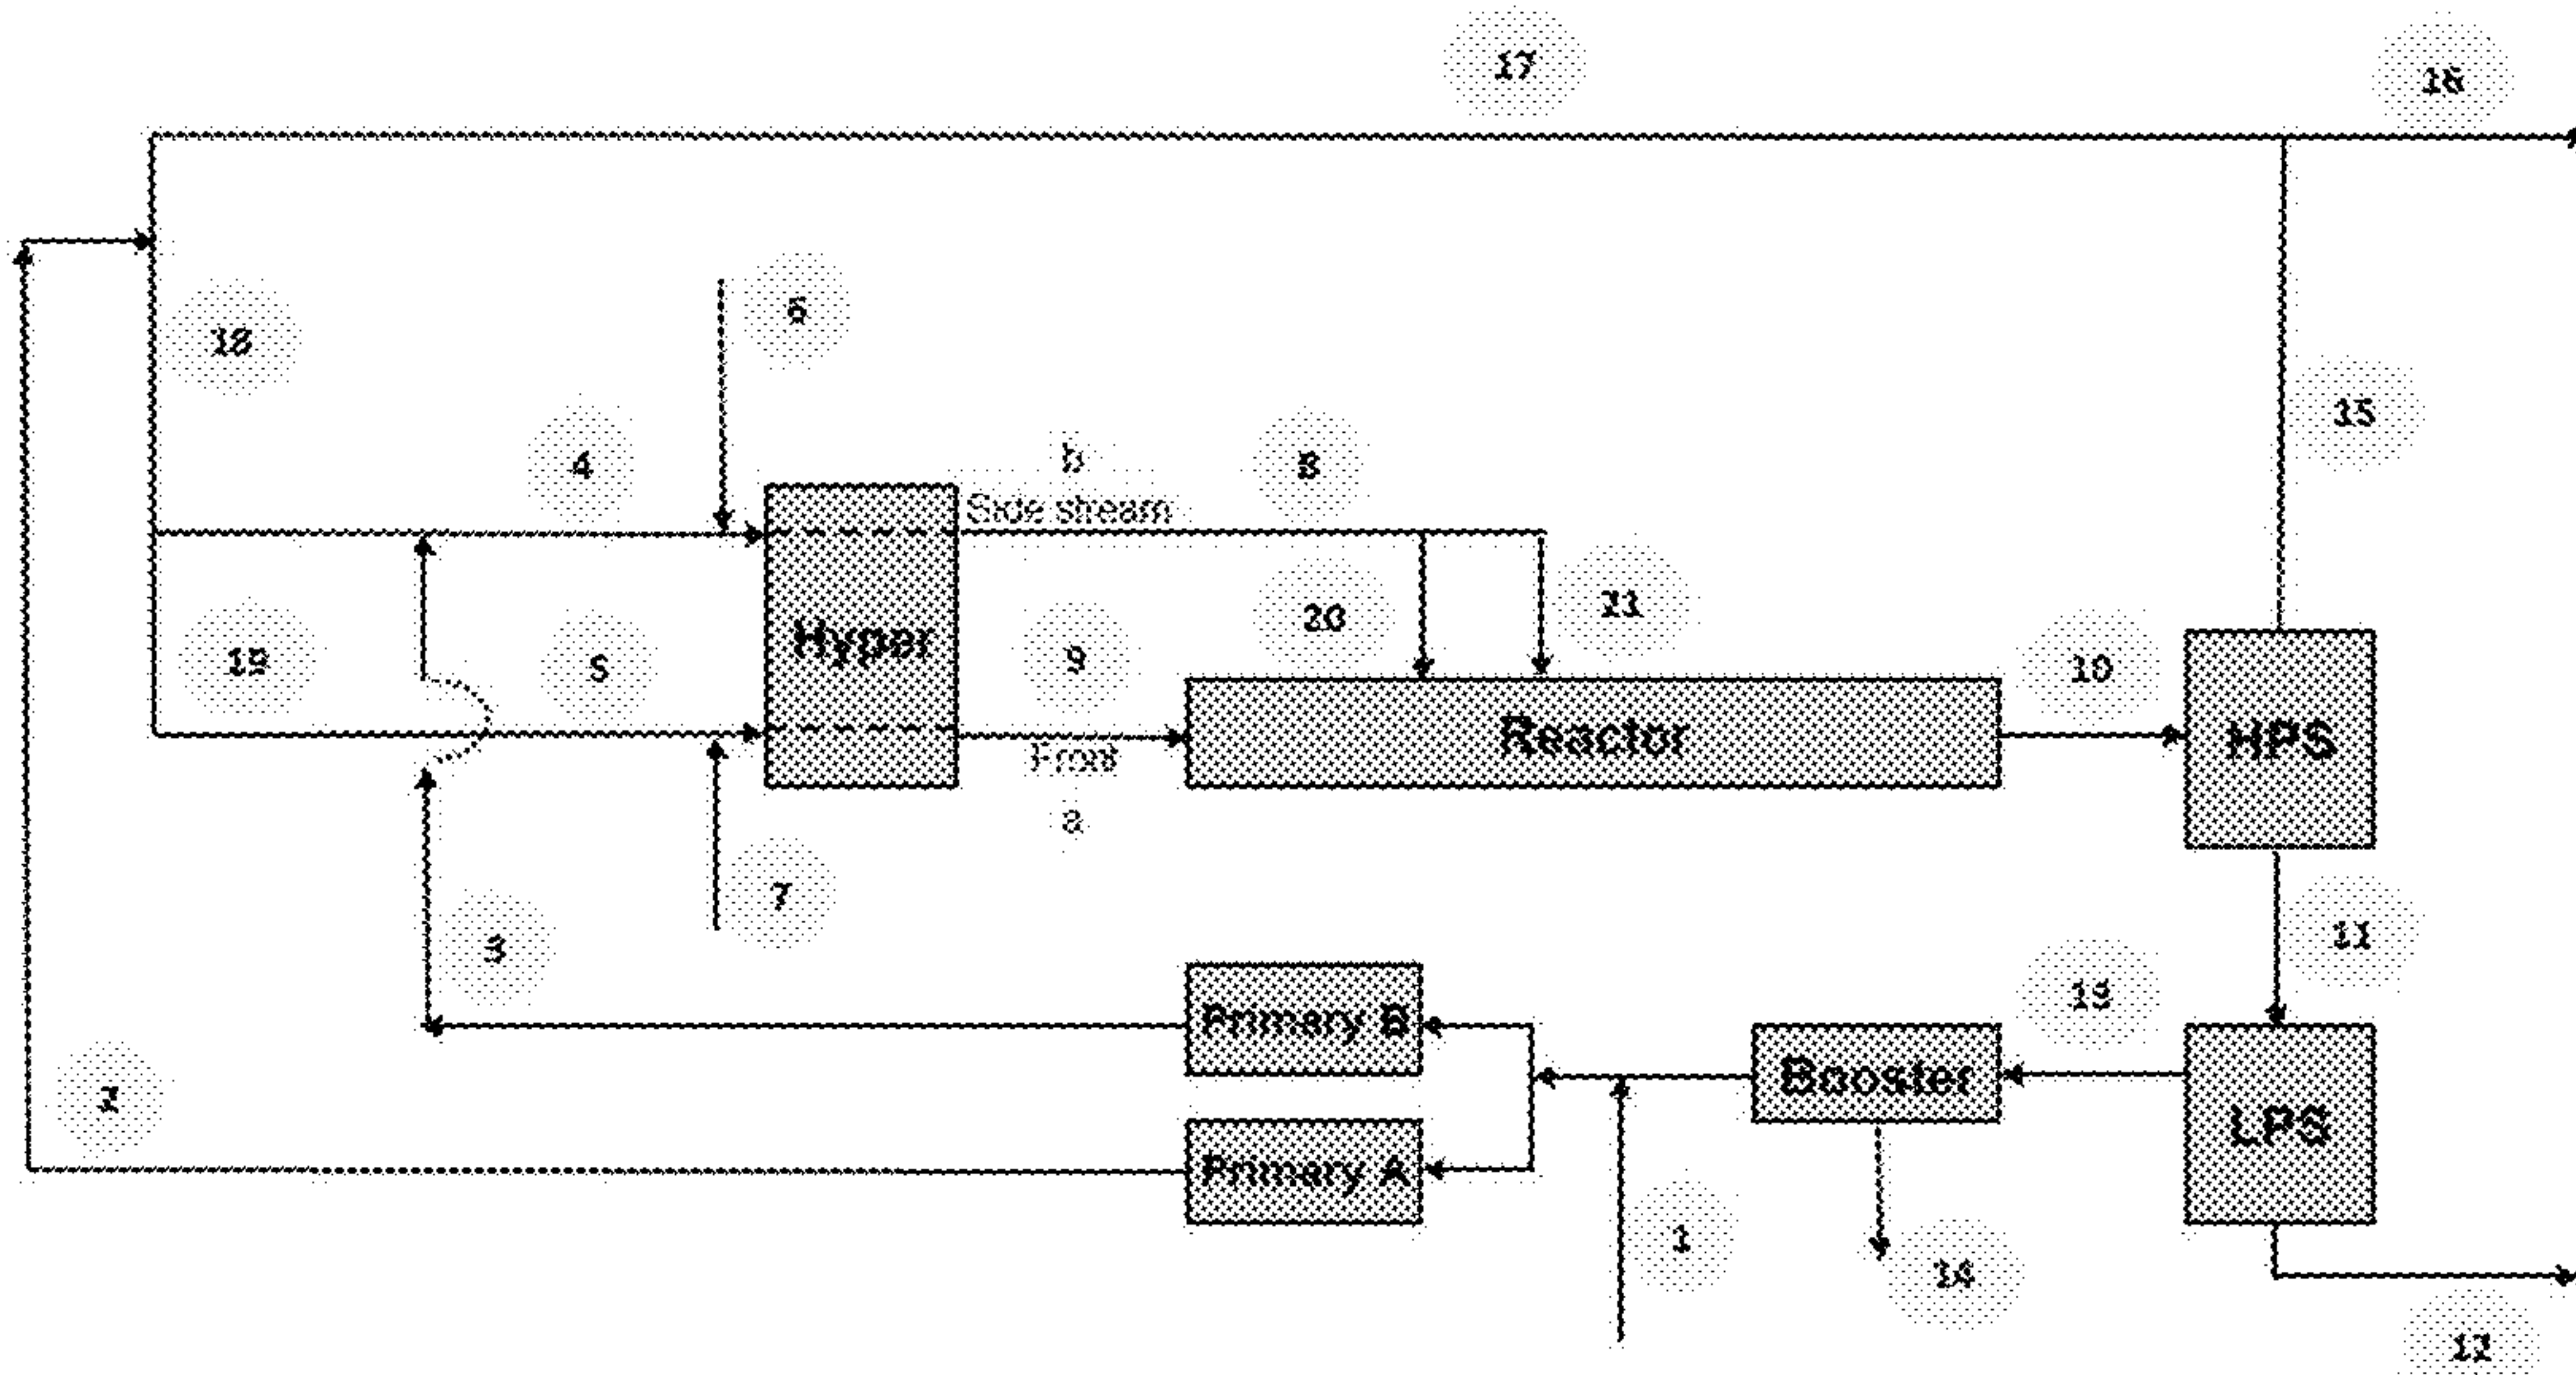 17
16
18
6
15
4
b
8
Side stream
20
21
Hyper
19
5
9
10
Reactor
HPS
Front
a
7
3
11
13
Primary B
Booster
2
LPS
Primary A
1
14
12